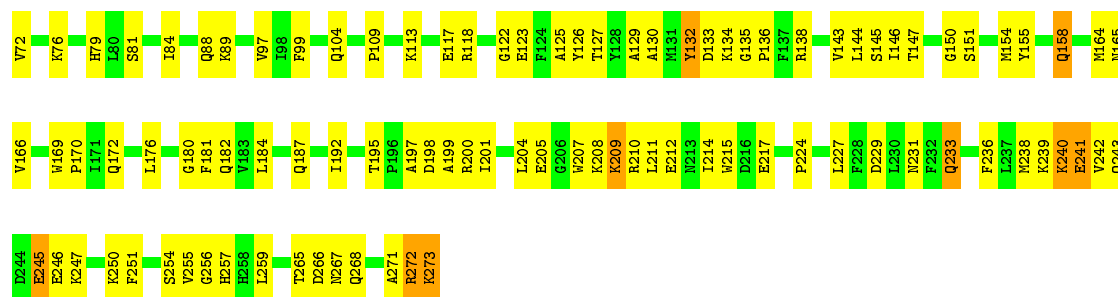 V72 K76 H79 L80 S81 I84 Q88 K89 V97 I98 F99 Q104 P109 K113 E117 R118 G122 E123 F124 A125 Y126 T127 Y128 A129 A130 M131 Y132 D133 K134 G135 P136 F137 R138 V143 L144 S145 I146 T147 G150 S151 M154 Y155 Q158 M164 N165
V166 W169 P170 I171 Q172 L176 G180 F181 Q182 V183 L184 Q187 I192 T195 P196 A197 D198 A199 R200 I201 L204 E205 G206 W207 K208 K209 R210 L211 E212 N213 I214 W215 D216 E217 P224 L227 F228 D229 L230 N231 F232 Q233 F236 L237 M238 K239 K240 E241 V242
D244 E245 E246 K247 K250 F251 S254 V255 G256 H257 H258 L259 T265 D266 N267 Q268 A271 R272 K273